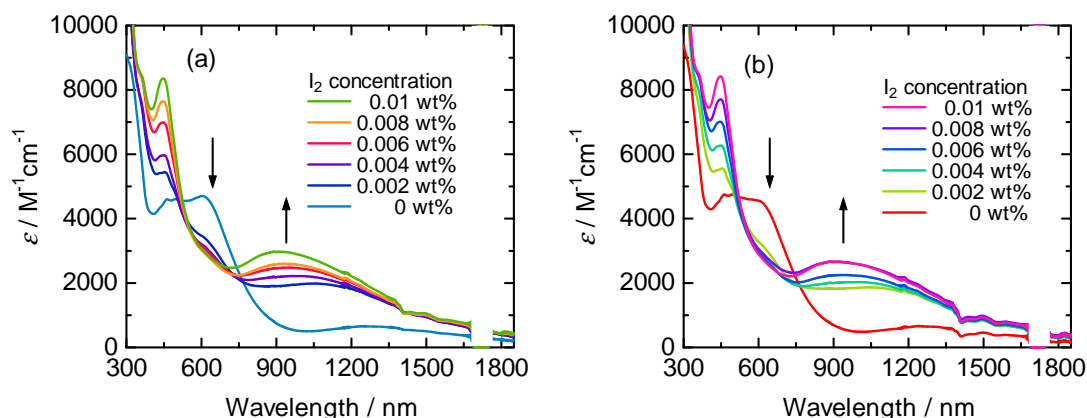 (a)
I₂ concentration
0.01 wt%
0.008 wt%
0.006 wt%
0.004 wt%
0.002 wt%
0 wt%
10000
8000
6000
4000
2000
0
ε / M⁻¹cm⁻¹
300 600 900 1200 1500 1800
Wavelength / nm
(b)
I₂ concentration
0.01 wt%
0.008 wt%
0.006 wt%
0.004 wt%
0.002 wt%
0 wt%
10000
8000
6000
4000
2000
0
ε / M⁻¹cm⁻¹
300 600 900 1200 1500 1800
Wavelength / nm